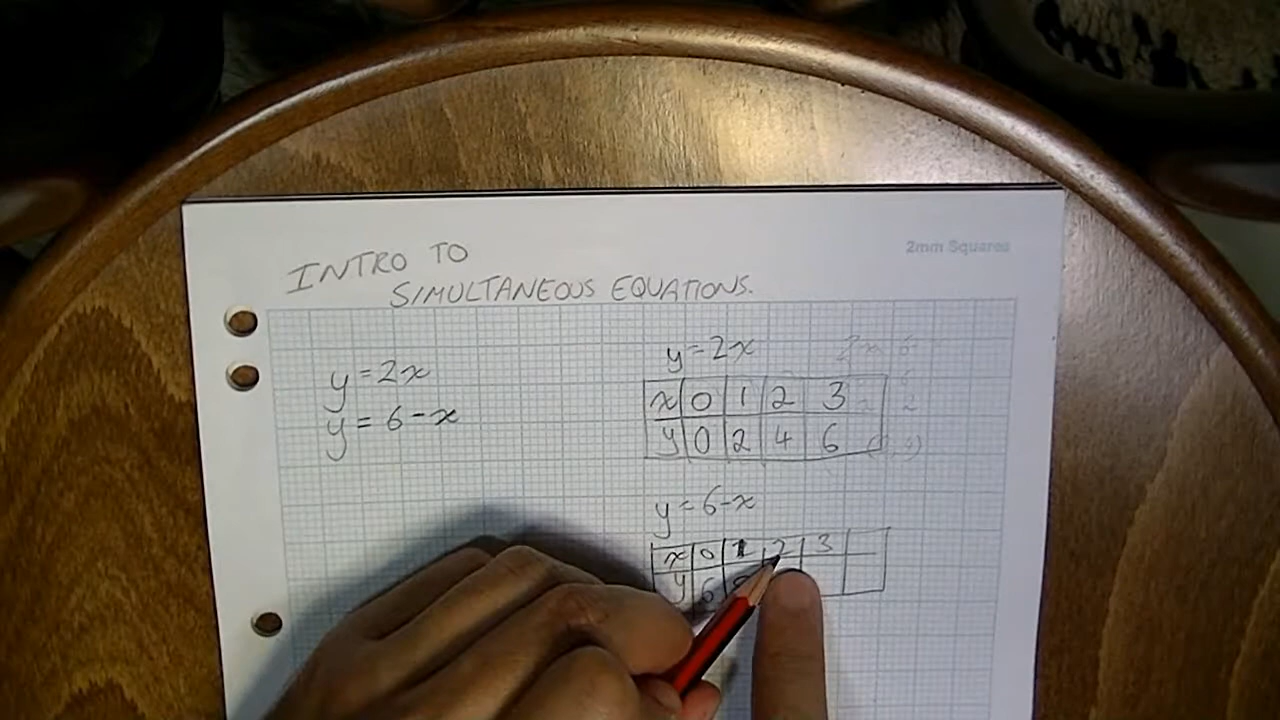 2mm Squares
INTRO TO
SIMULTANEOUS EQUATIONS.
y=2x
y=6-x
y=2x
x 0 1 2 3
y 0 2 4 6
y=6-x
x 0 1 2 3
y 6